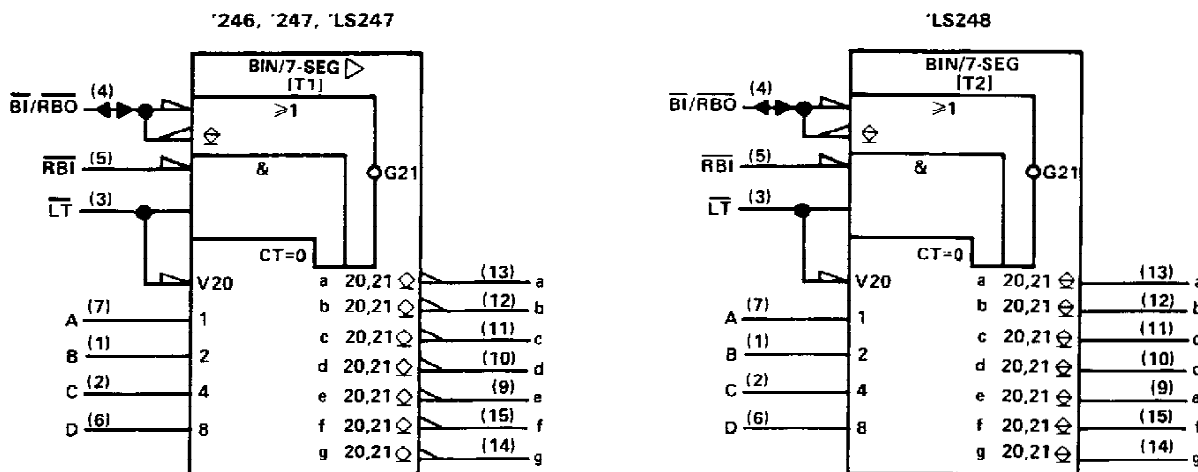 '246, '247, 'LS247
BIN/7-SEG ▷
[T1]
BI/RBO (4)
≥1
RBI (5)
&
G21
LT (3)
CT=0
V20
a 20,21 (13) a
b 20,21 (12) b
c 20,21 (11) c
d 20,21 (10) d
e 20,21 (9) e
f 20,21 (15) f
g 20,21 (14) g
A (7) 1
B (1) 2
C (2) 4
D (6) 8
'LS248
BIN/7-SEG
[T2]
BI/RBO (4)
≥1
RBI (5)
&
G21
LT (3)
CT=0
V20
a 20,21 (13) a
b 20,21 (12) b
c 20,21 (11) c
d 20,21 (10) d
e 20,21 (9) e
f 20,21 (15) f
g 20,21 (14) g
A (7) 1
B (1) 2
C (2) 4
D (6) 8